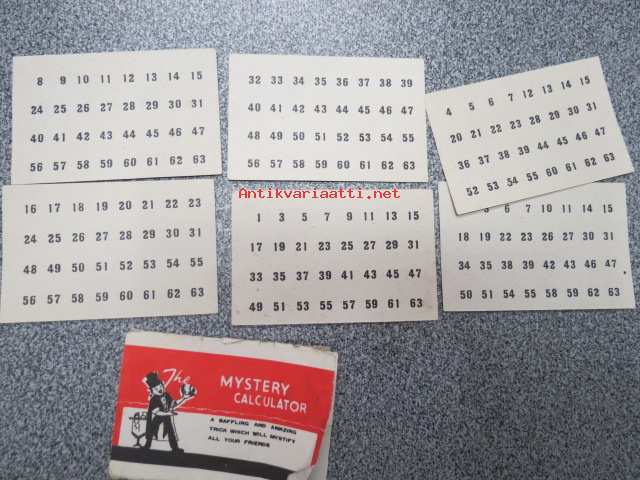 8 9 10 11 12 13 14 15
24 25 26 27 28 29 30 31
40 41 42 43 44 45 46 47
56 57 58 59 60 61 62 63
32 33 34 35 36 37 38 39
40 41 42 43 44 45 46 47
48 49 50 51 52 53 54 55
56 57 58 59 60 61 62 63
4 5 6 7 12 13 14 15
20 21 22 23 28 29 30 31
36 37 38 39 44 45 46 47
52 53 54 55 60 61 62 63
Antikvariaatti.net
16 17 18 19 20 21 22 23
24 25 26 27 28 29 30 31
48 49 50 51 52 53 54 55
56 57 58 59 60 61 62 63
1 3 5 7 9 11 13 15
17 19 21 23 25 27 29 31
33 35 37 39 41 43 45 47
49 51 53 55 57 59 61 63
3 6 7 10 11 14 15
18 19 22 23 26 27 30 31
34 35 38 39 42 43 46 47
50 51 54 55 58 59 62 63
The
MYSTERY
CALCULATOR
A BAFFLING AND AMAZING
TRICK WHICH WILL MYSTIFY
ALL YOUR FRIENDS